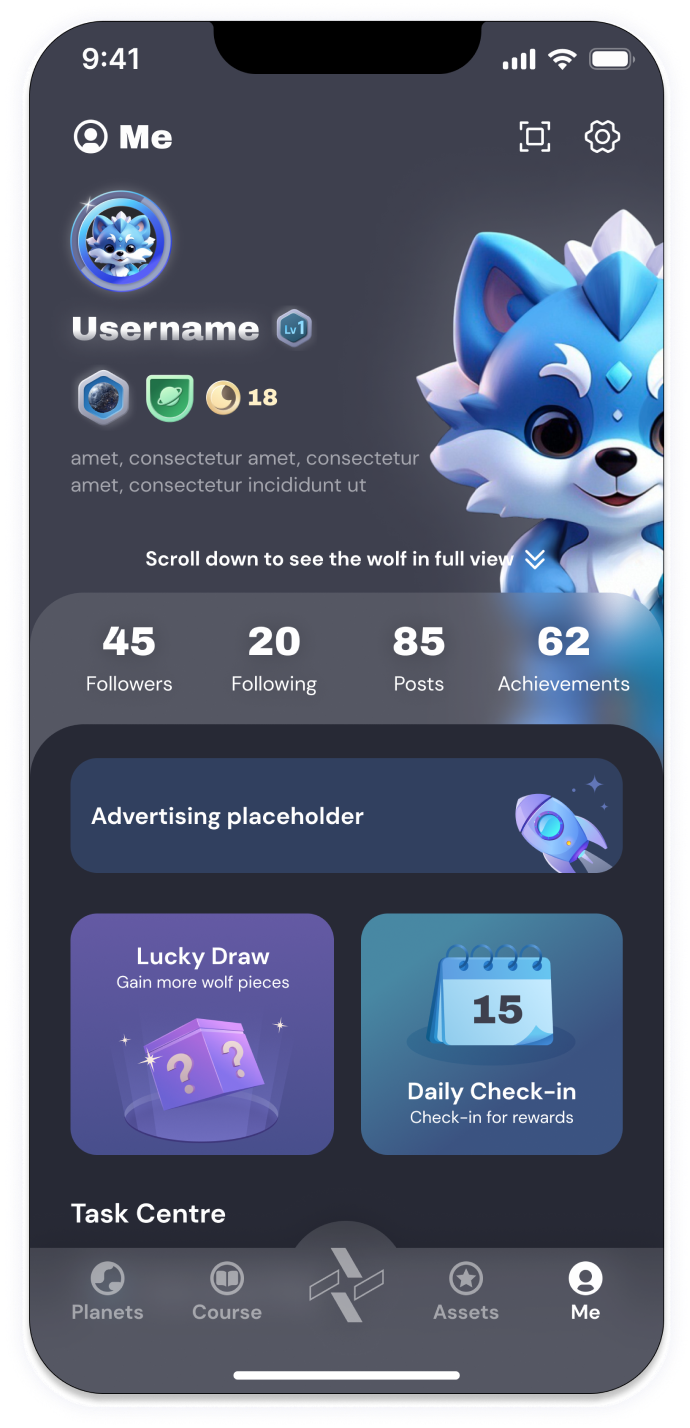 9:41
Me
Username
Lv1
18
amet, consectetur amet, consectetur
amet, consectetur incididunt ut
Scroll down to see the wolf in full view
45 20 85 62
Followers Following Posts Achievements
Advertising placeholder
Lucky Draw
Gain more wolf pieces
? ?
15
Daily Check-in
Check-in for rewards
Task Centre
Planets Course Assets Me